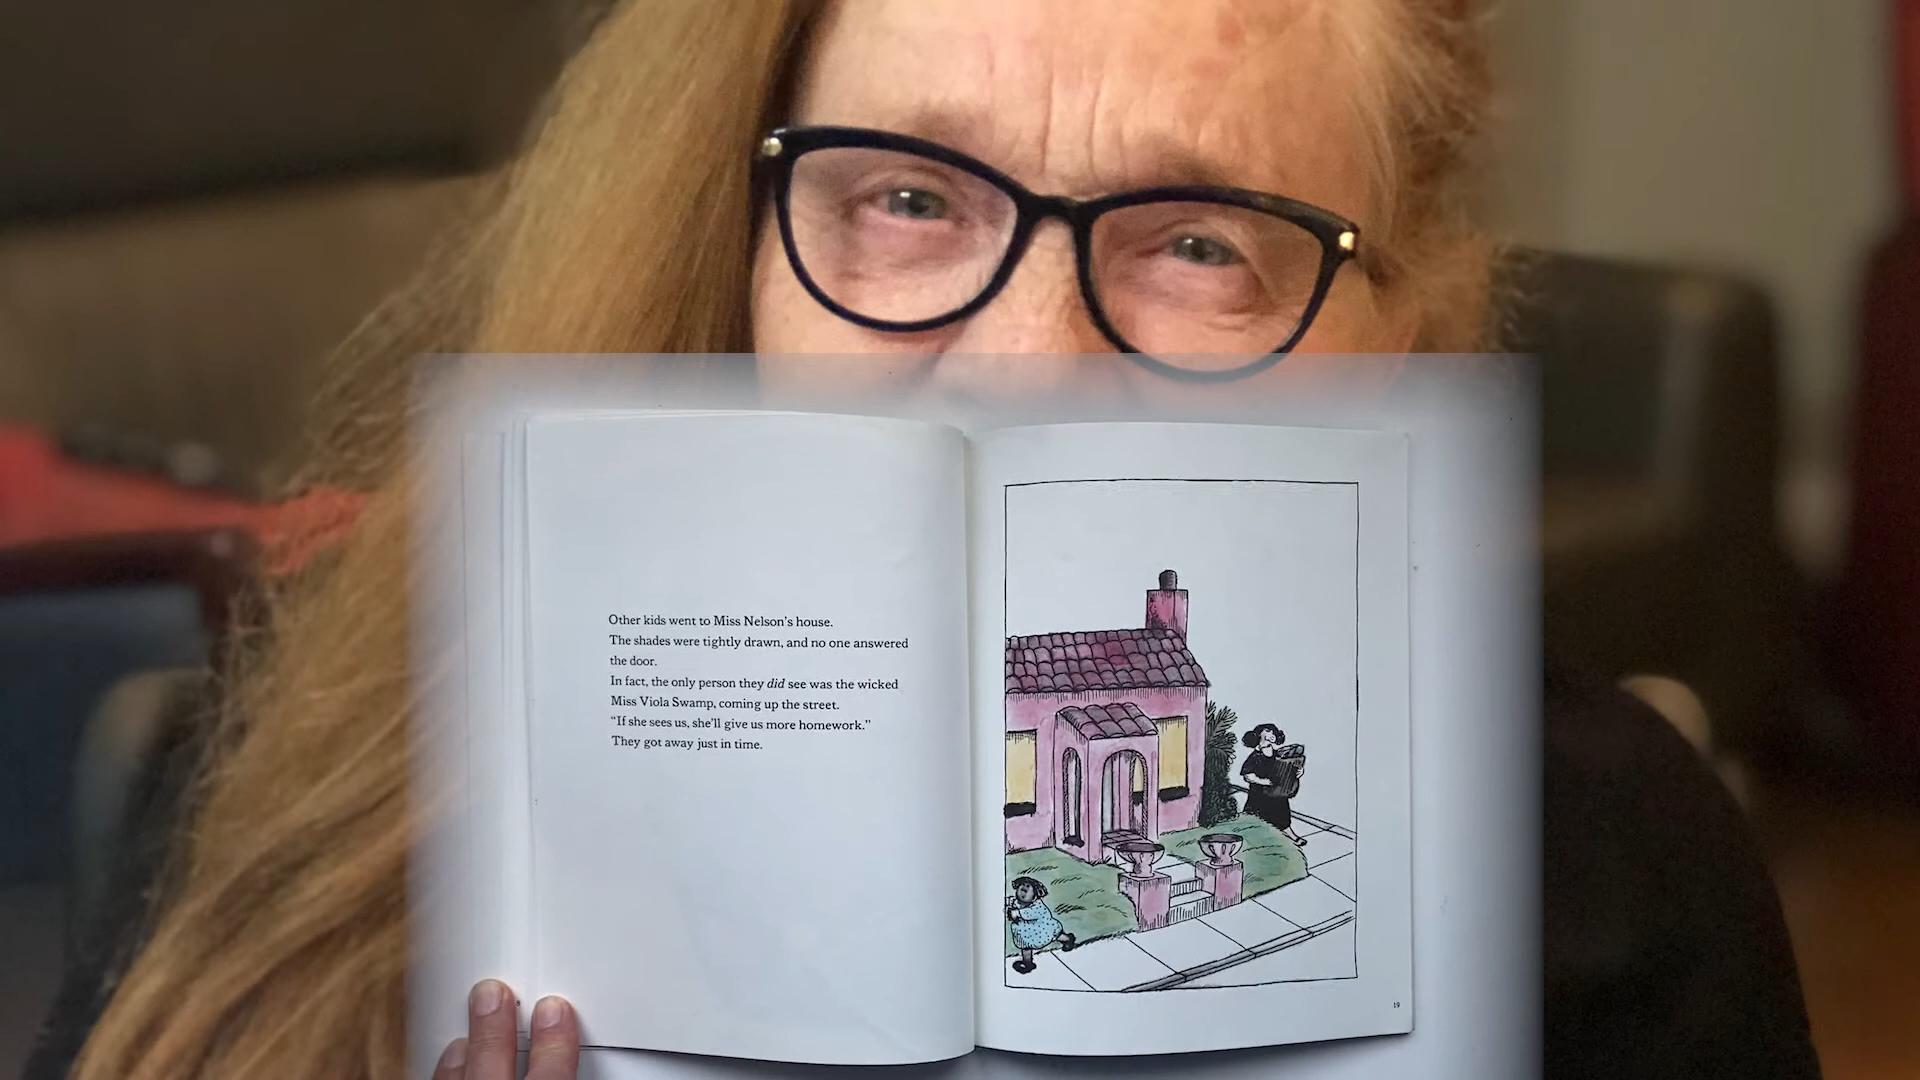 Other kids went to Miss Nelson's house.
The shades were tightly drawn, and no one answered
the door.
In fact, the only person they did see was the wicked
Miss Viola Swamp, coming up the street.
“If she sees us, she'll give us more homework.”
They got away just in time.
19